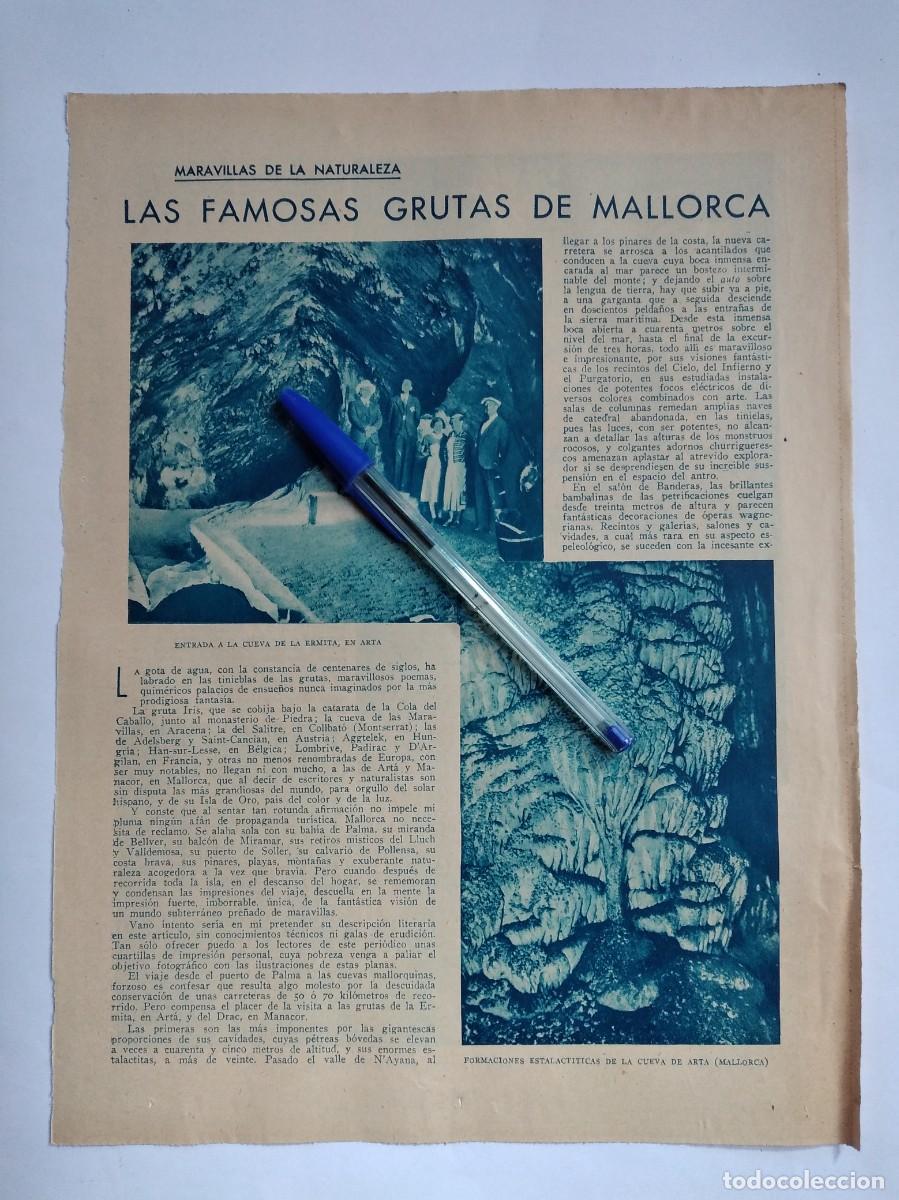 MARAVILLAS DE LA NATURALEZA
LAS FAMOSAS GRUTAS DE MALLORCA
ENTRADA A LA CUEVA DE LA ERMITA, EN ARTA
LA gota de agua, con la constancia de centenares de siglos, ha
labrado en las tinieblas de las grutas, maravillosos poemas,
quiméricos palacios de ensueños nunca imaginados por la más
prodigiosa fantasía.
La gruta Iris, que se cobija bajo la catarata de la Cola del
Caballo, junto al monasterio de Piedra; la cueva de las Mara-
villas, en Aracena; la del Salitre, en Collbató (Montserrat); las
de Adelsberg y Saint-Cancian, en Austria; Aggtelek, en Hun-
gría; Han-sur-Lesse, en Bélgica; Lombrive, Padirac y D'Ar-
gilan, en Francia, y otras no menos renombradas de Europa, con
ser muy notables, no llegan ni con mucho, a las de Artá y Ma-
nacor, en Mallorca, que al decir de escritores y naturalistas son
sin disputa las más grandiosas del mundo, para orgullo del solar
hispano, y de su Isla de Oro, país del color y de la luz.
Y conste que al sentar tan rotunda afirmación no impele mi
pluma ningún afán de propaganda turística. Mallorca no nece-
sita de reclamo. Se alaba sola con su bahía de Palma, su miranda
de Bellver, su balcón de Miramar, sus retiros místicos del Lluch
y Valldemosa, su puerto de Sóller, su calvario de Pollensa, su
costa brava, sus pinares, playas, montañas y exuberante natu-
raleza acogedora a la vez que bravía. Pero cuando después de
recorrida toda la isla, en el descanso del hogar, se rememoran
y condensan las impresiones del viaje, descuella en la mente la
impresión fuerte, imborrable, única, de la fantástica visión de
un mundo subterráneo preñado de maravillas.
Vano intento sería en mí pretender su descripción literaria
en este artículo, sin conocimientos técnicos ni galas de erudición.
Tan sólo ofrecer puedo a los lectores de este periódico unas
cuartillas de impresión personal, cuya pobreza venga a paliar el
objetivo fotográfico con las ilustraciones de estas planas.
El viaje desde el puerto de Palma a las cuevas mallorquinas,
forzoso es confesar que resulta algo molesto por la descuidada
conservación de unas carreteras de 50 ó 70 kilómetros de reco-
rrido. Pero compensa el placer de la visita a las grutas de la Er-
mita, en Artá, y del Drac, en Manacor.
Las primeras son las más imponentes por las gigantescas
proporciones de sus cavidades, cuyas pétreas bóvedas se elevan
a veces a cuarenta y cinco metros de altitud, y sus enormes es-
talactitas, a más de veinte. Pasado el valle de N'Ayana, al
llegar a los pinares de la costa, la nueva ca-
rretera se arrosca a los acantilados que
conducen a la cueva cuya boca inmensa en-
carada al mar parece un bostezo intermi-
nable del monte; y dejando el auto sobre
la lengua de tierra, hay que subir ya a pie,
a una garganta que a seguida desciende
en doscientos peldaños a las entrañas de
la sierra marítima. Desde esta inmensa
boca abierta a cuarenta metros sobre el
nivel del mar, hasta el final de la excur-
sión de tres horas, todo allí es maravilloso
e impresionante, por sus visiones fantásti-
cas de los recintos del Cielo, del Infierno y
el Purgatorio, en sus estudiadas instala-
ciones de potentes focos eléctricos de di-
versos colores combinados con arte. Las
salas de columnas remedan amplias naves
de catedral abandonada, en las tinielas,
pues las luces, con ser potentes, no alcan-
zan a detallar las alturas de los monstruos
rocosos, y colgantes adornos churrigueres-
cos amenazan aplastar al atrevido explora-
dor si se desprendiesen de su increíble sus-
pensión en el espacio del antro.
En el salón de Banderas, las brillantes
bambalinas de las petrificaciones cuelgan
desde treinta metros de altura y parecen
fantásticas decoraciones de óperas wagne-
rianas. Recintos y galerías, salones y ca-
vidades, a cual más rara en su aspecto es-
peleológico, se suceden con la incesante ex-
FORMACIONES ESTALACTITICAS DE LA CUEVA DE ARTA (MALLORCA)
todocoleccion